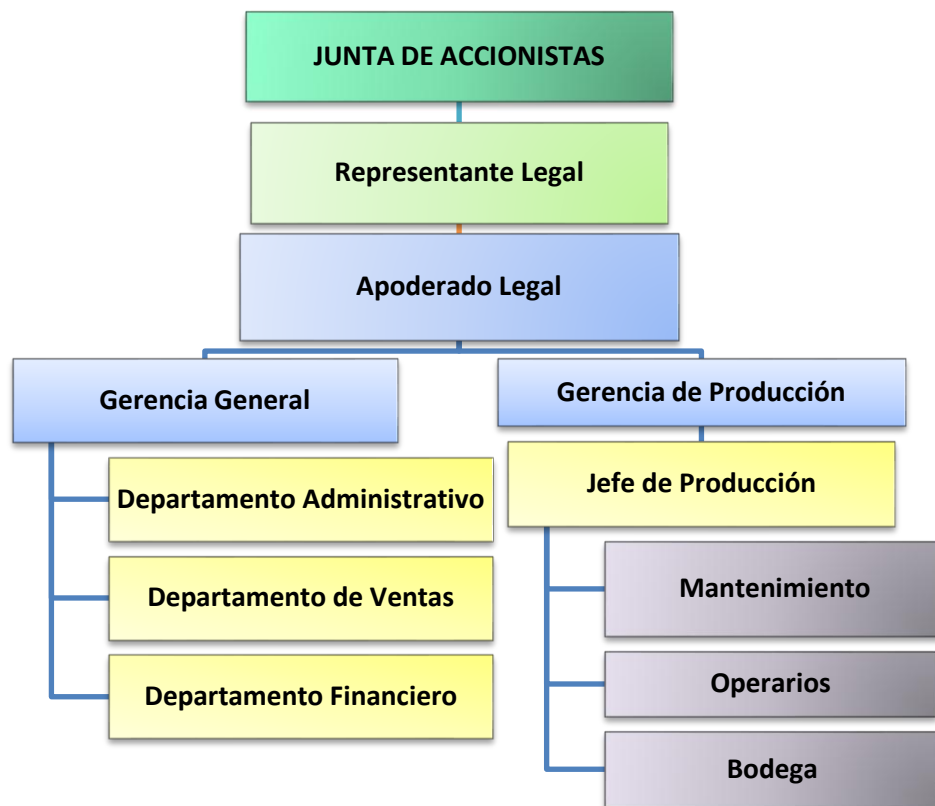 JUNTA DE ACCIONISTAS
Representante Legal
Apoderado Legal
Gerencia General
Departamento Administrativo
Departamento de Ventas
Departamento Financiero
Gerencia de Producción
Jefe de Producción
Mantenimiento
Operarios
Bodega